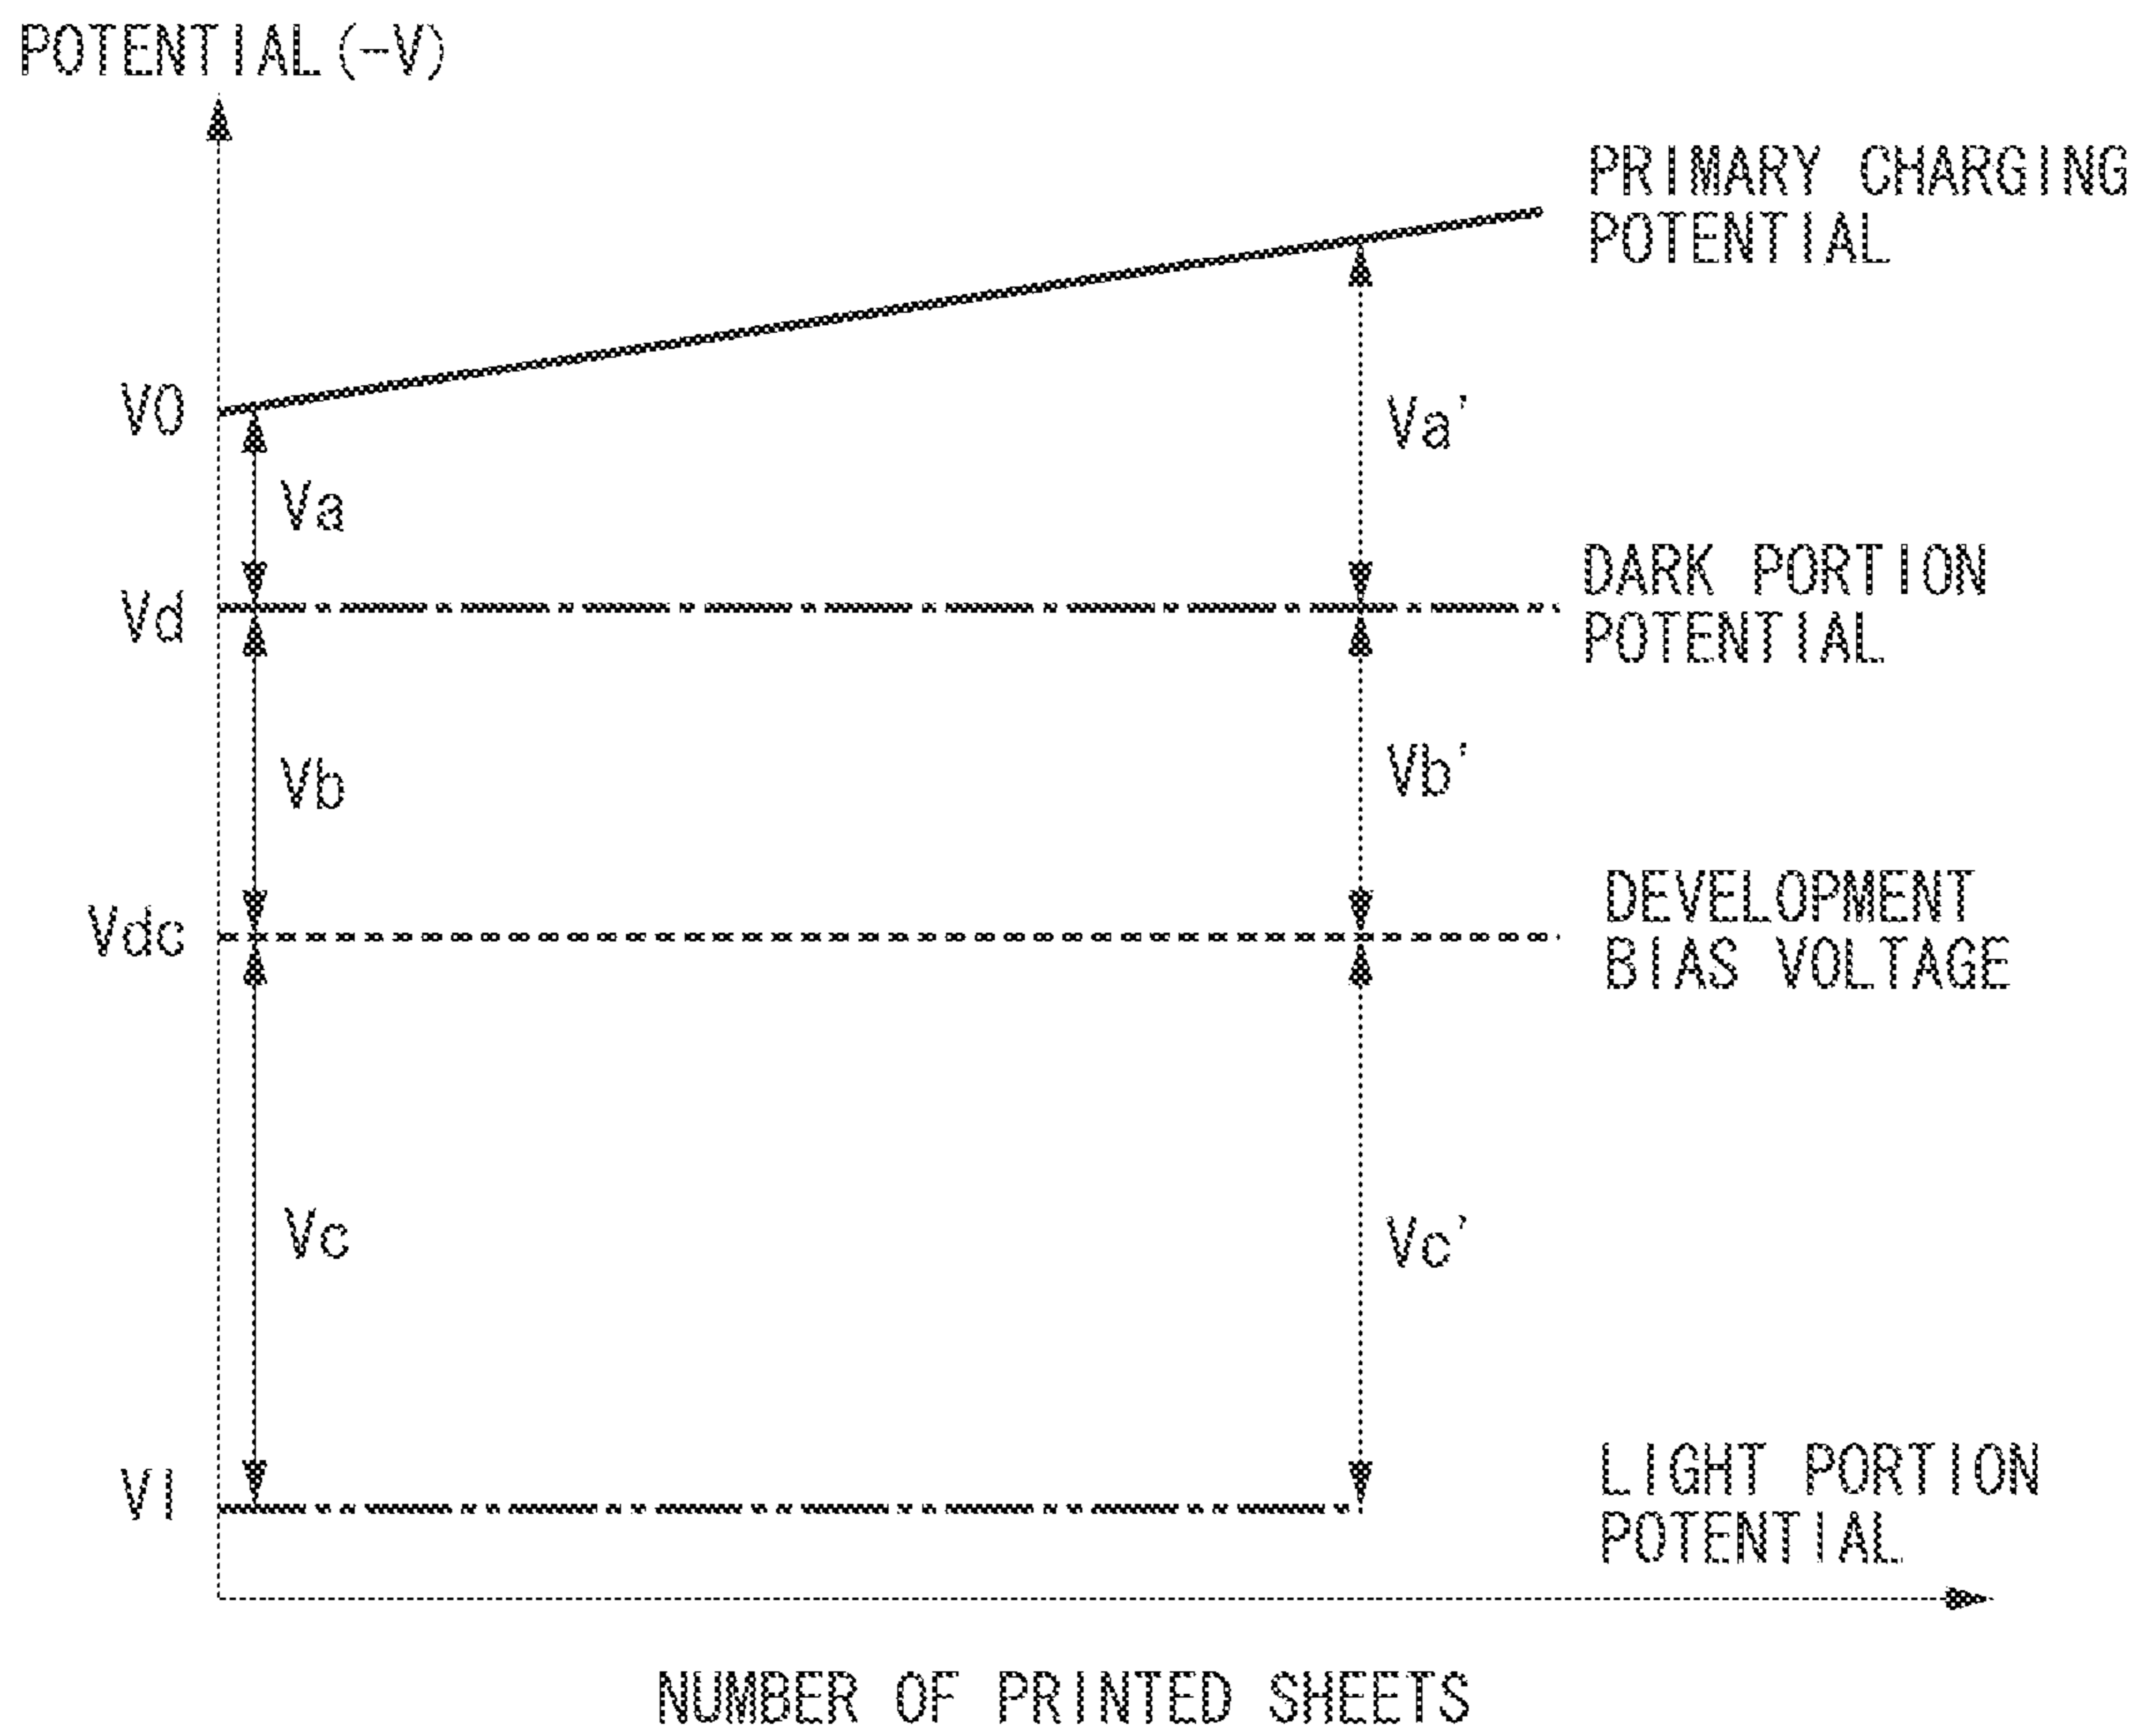 POTENTIAL(-V)
PRIMARY CHARGING
POTENTIAL
V0
Va
Va'
Vd
DARK PORTION
POTENTIAL
Vb
Vb'
Vdc
DEVELOPMENT
BIAS VOLTAGE
Vc
Vc'
Vl
LIGHT PORTION
POTENTIAL
NUMBER OF PRINTED SHEETS